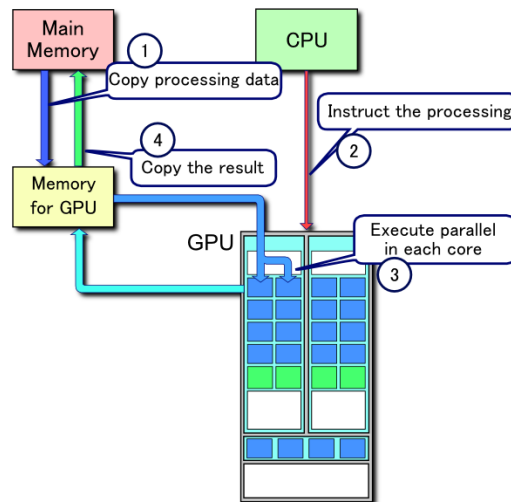 Main
Memory
CPU
1
Copy processing data
Instruct the processing
2
4
Copy the result
Memory
for GPU
GPU
Execute parallel
in each core
3